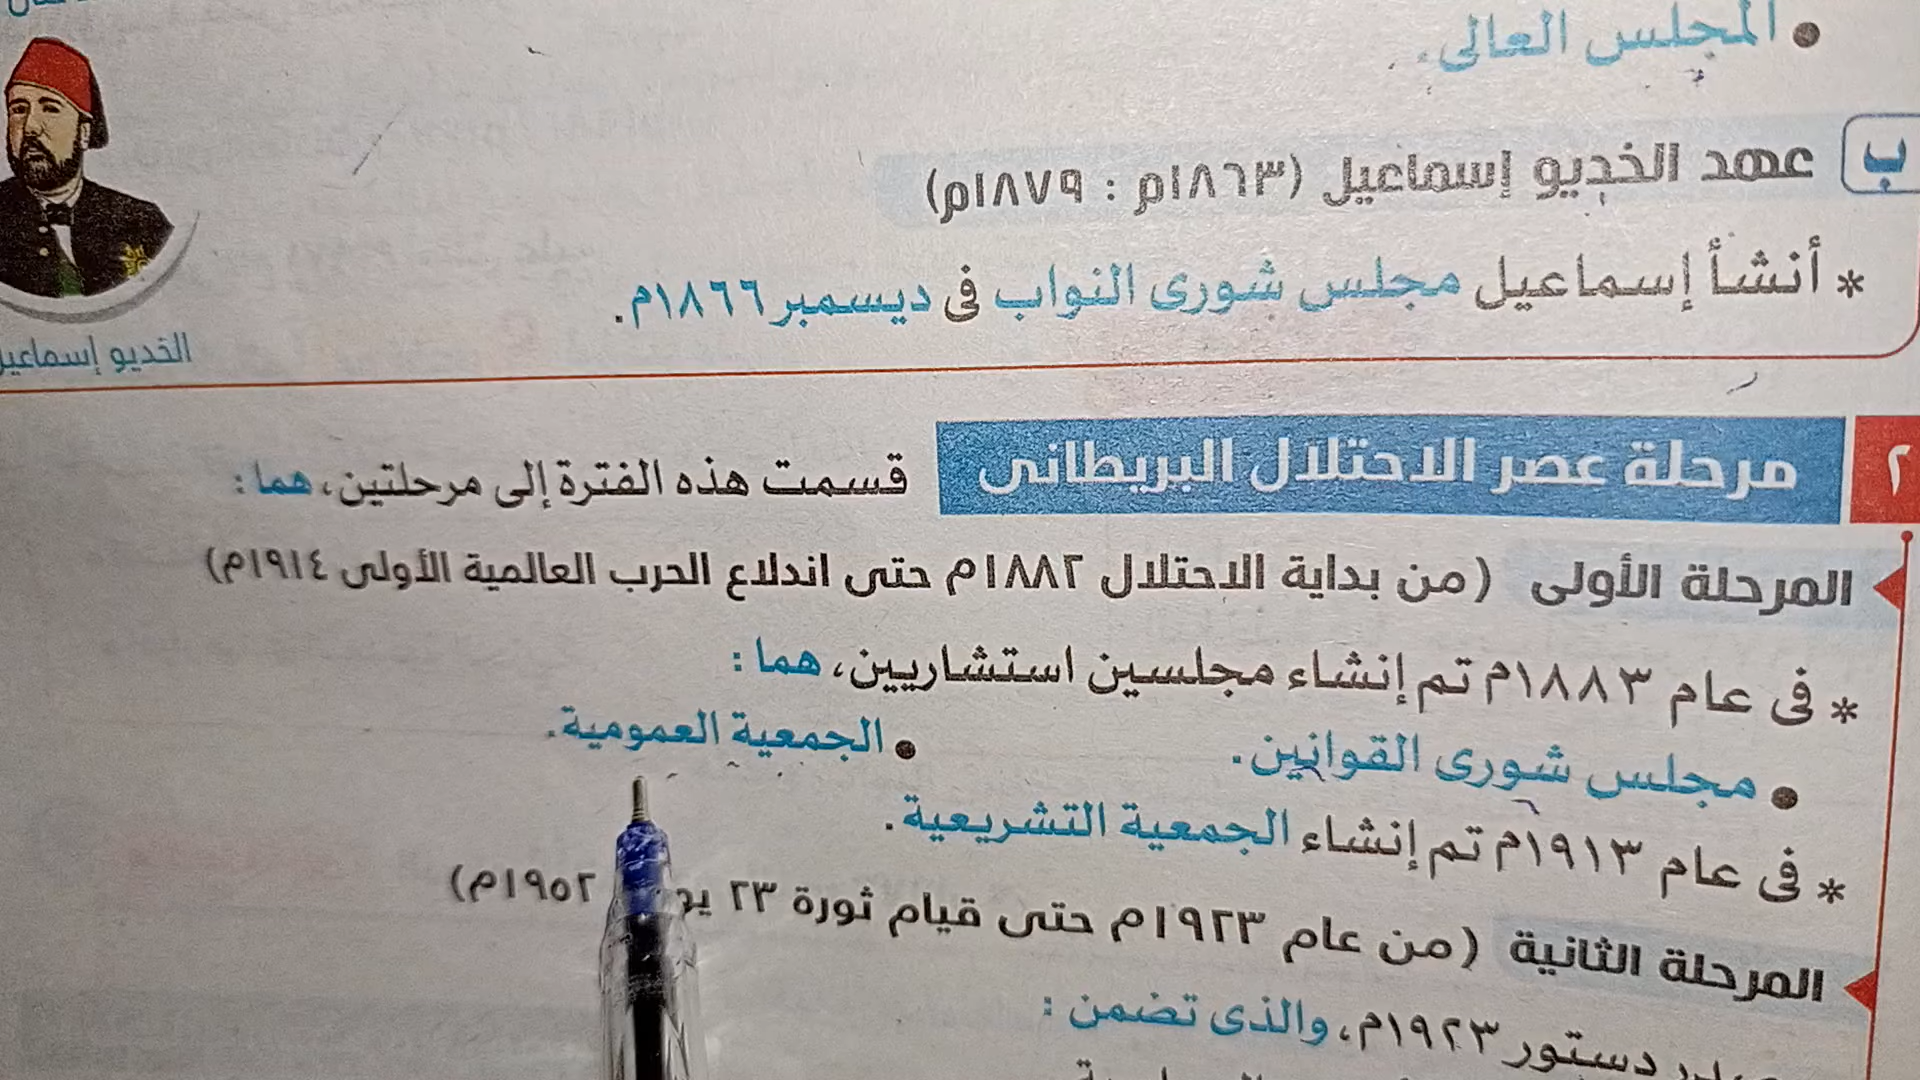 • المجلس العالى.
ب عهد الخديو إسماعيل (١٨٦٣م : ١٨٧٩م)
* أنشأ إسماعيل مجلس شورى النواب فى ديسمبر ١٨٦٦م.
الخديو إسماعيل
٢ مرحلة عصر الاحتلال البريطانى قسمت هذه الفترة إلى مرحلتين، هما :
المرحلة الأولى (من بداية الاحتلال ١٨٨٢م حتى اندلاع الحرب العالمية الأولى ١٩١٤م)
* فى عام ١٨٨٣م تم إنشاء مجلسين استشاريين، هما :
• مجلس شورى القوانين. • الجمعية العمومية.
* فى عام ١٩١٣م تم إنشاء الجمعية التشريعية.
المرحلة الثانية (من عام ١٩٢٣م حتى قيام ثورة ٢٣ ١٩٥٢م)
دستور ١٩٢٣م، والذى تضمن :